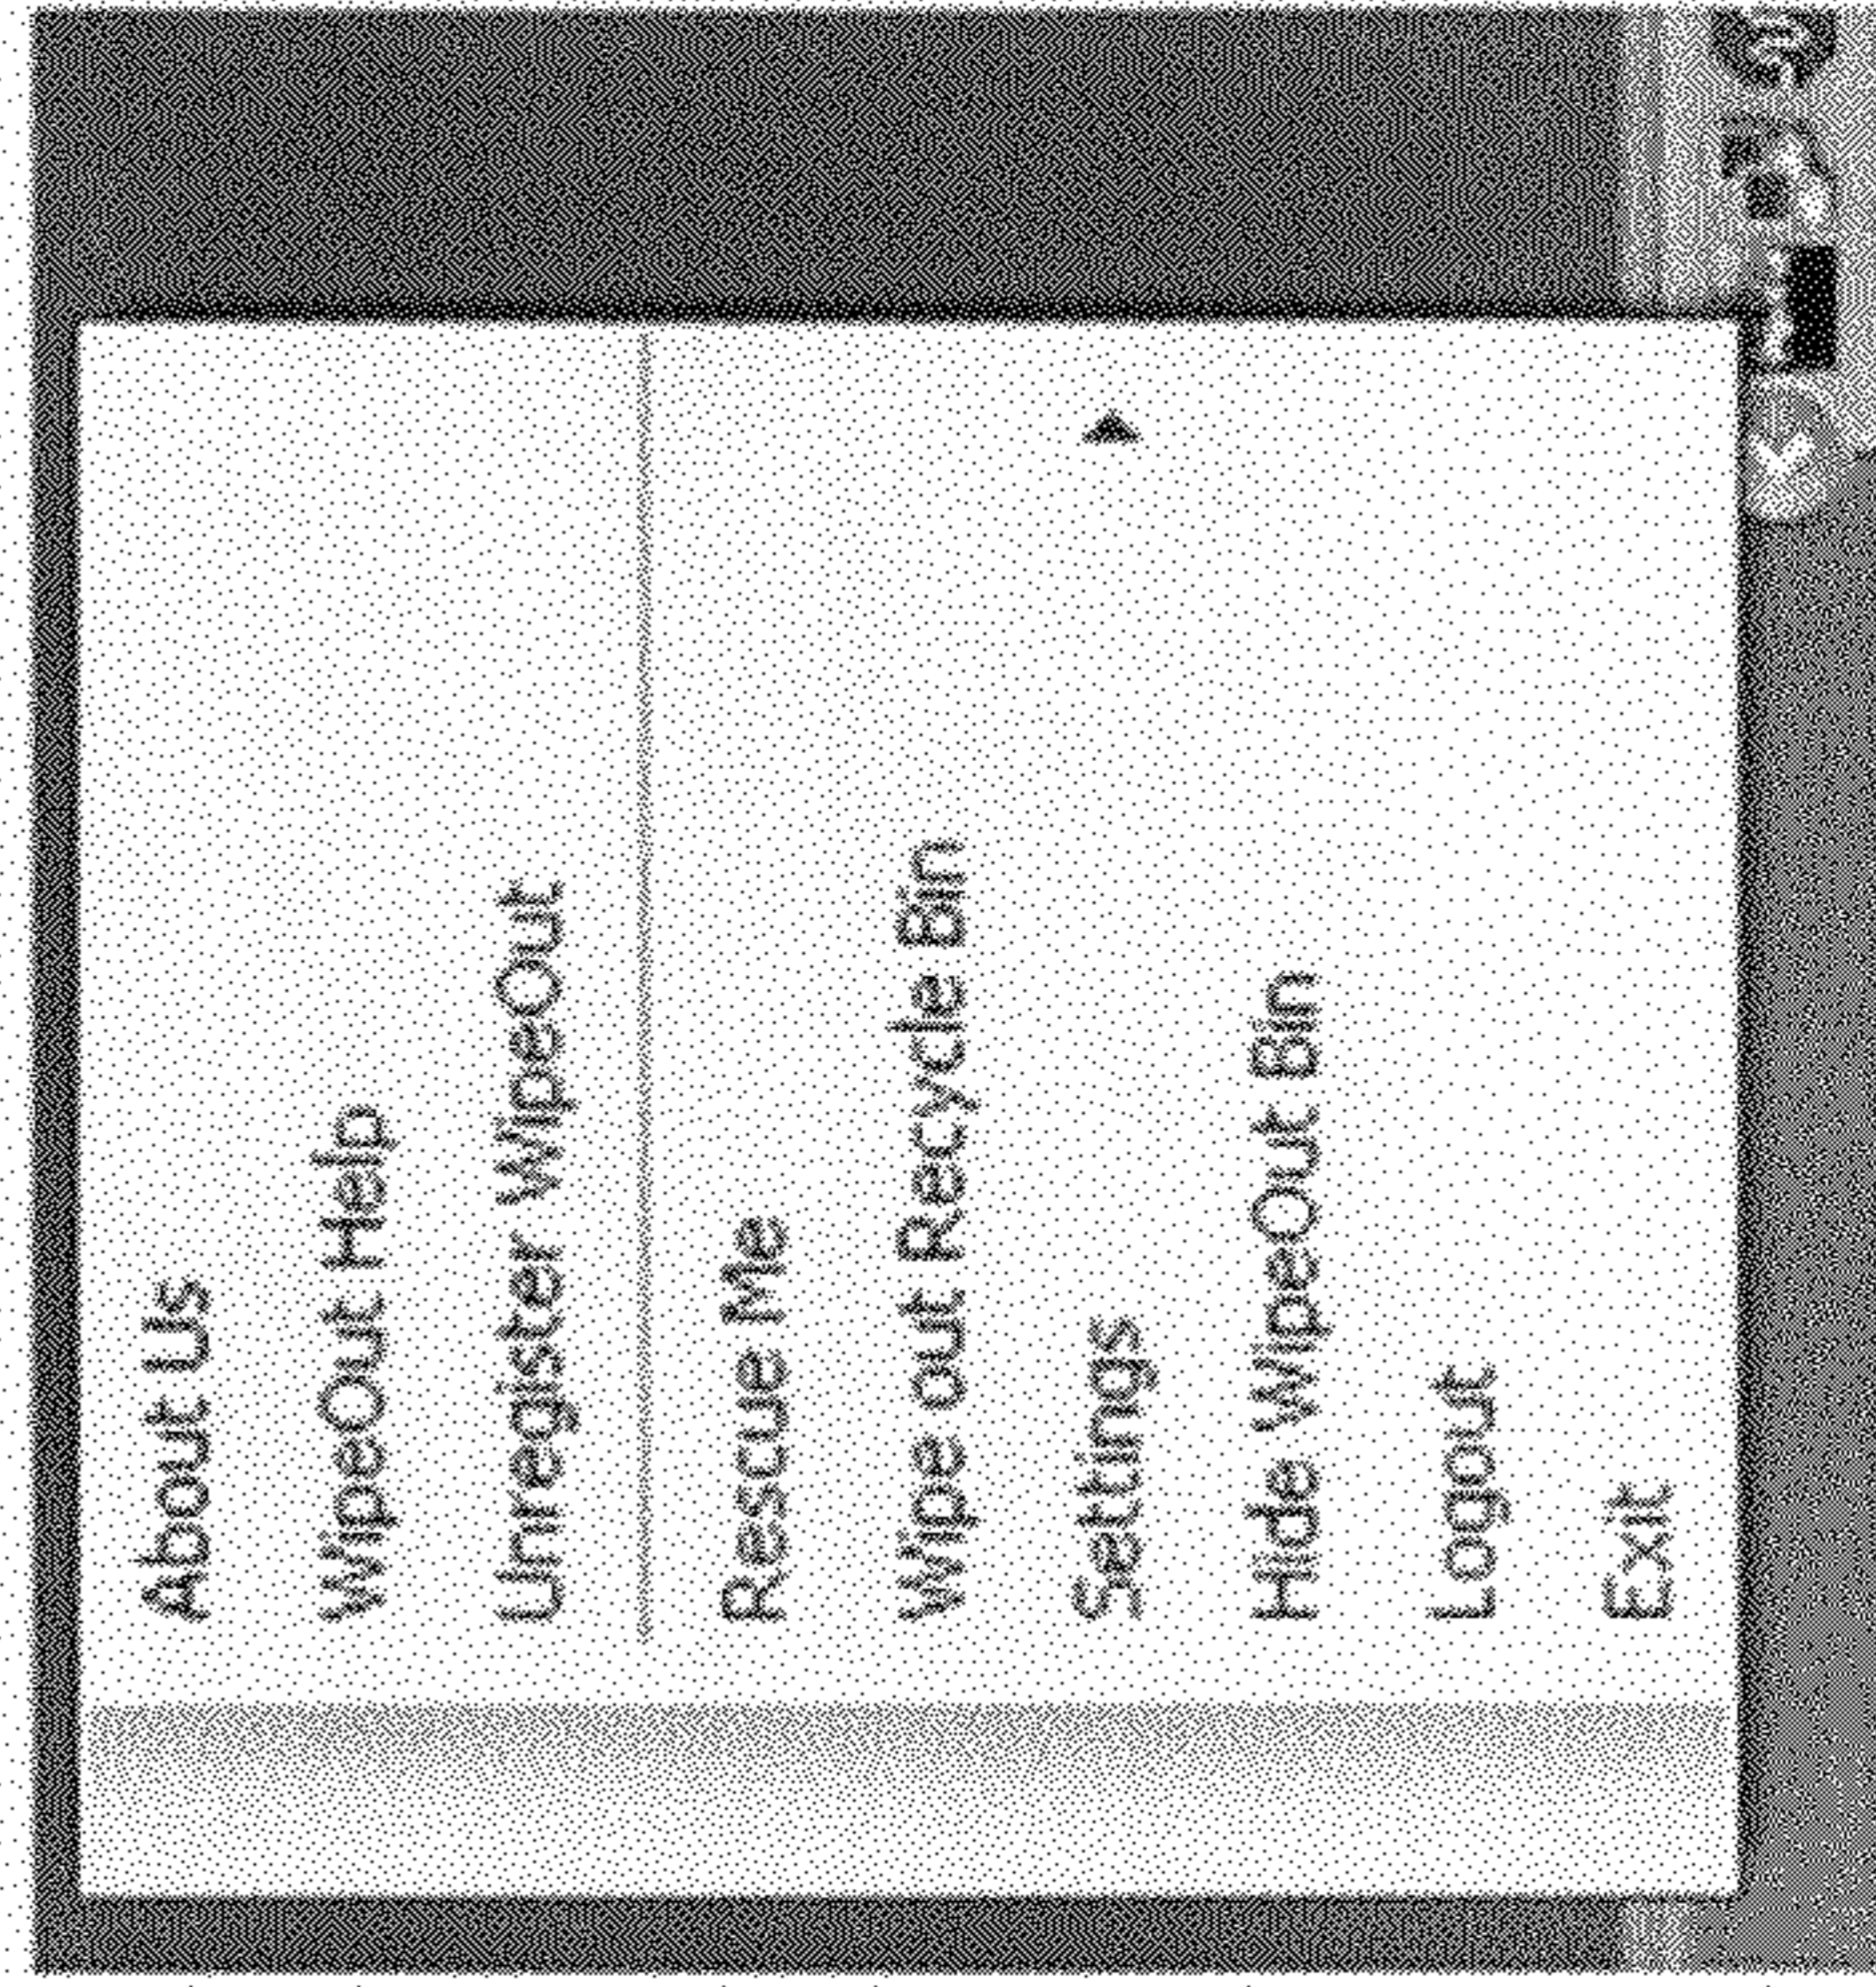 About Us
WipeOut Help
Unregister WipeOut
Rescue Me
Wipe out Recycle Bin
Settings
Hide WipeOut Bin
Logout
Exit